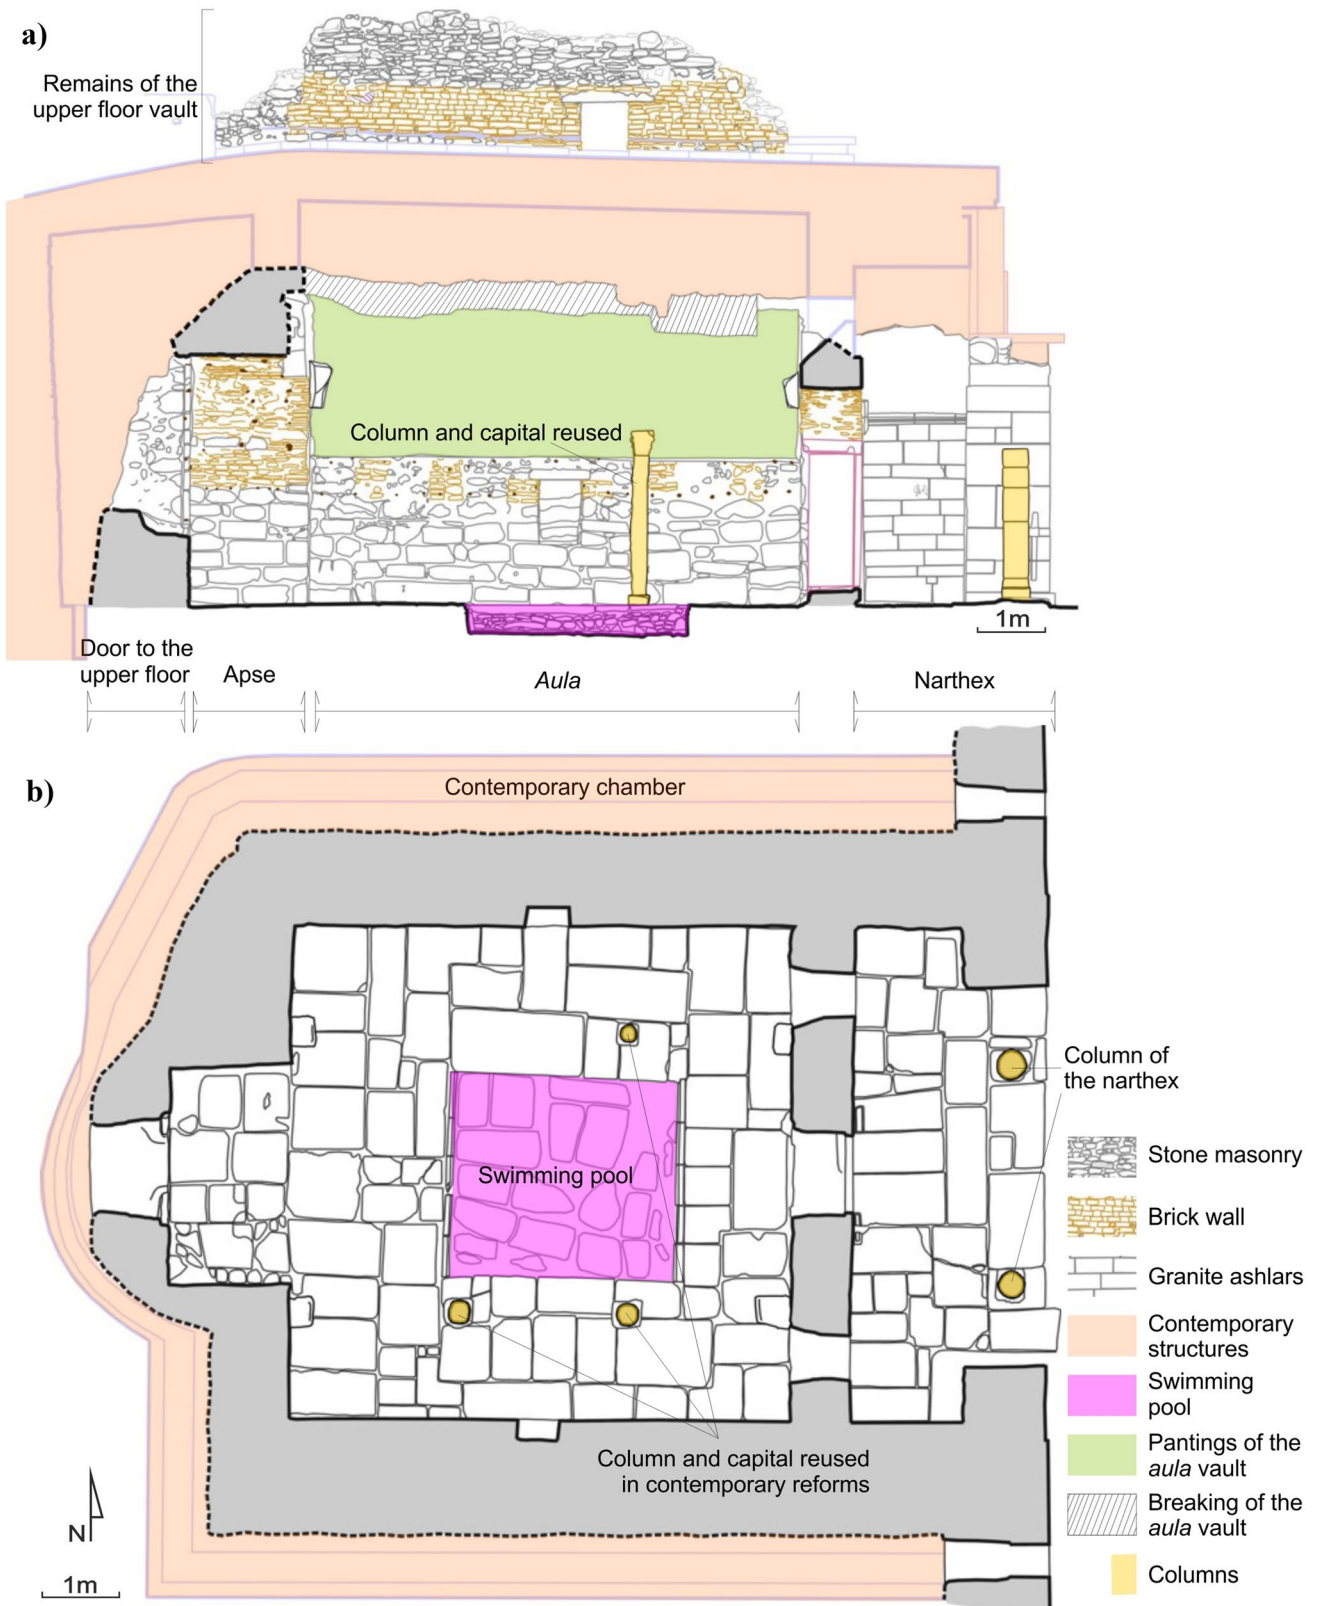 a)
Remains of the
upper floor vault
Column and capital reused
1m
Door to the
upper floor
Apse
Aula
Narthex
b)
Contemporary chamber
Swimming pool
Column of
the narthex
Column and capital reused
in contemporary reforms
N
1m
Stone masonry
Brick wall
Granite ashlars
Contemporary
structures
Swimming
pool
Pantings of the
aula vault
Breaking of the
aula vault
Columns